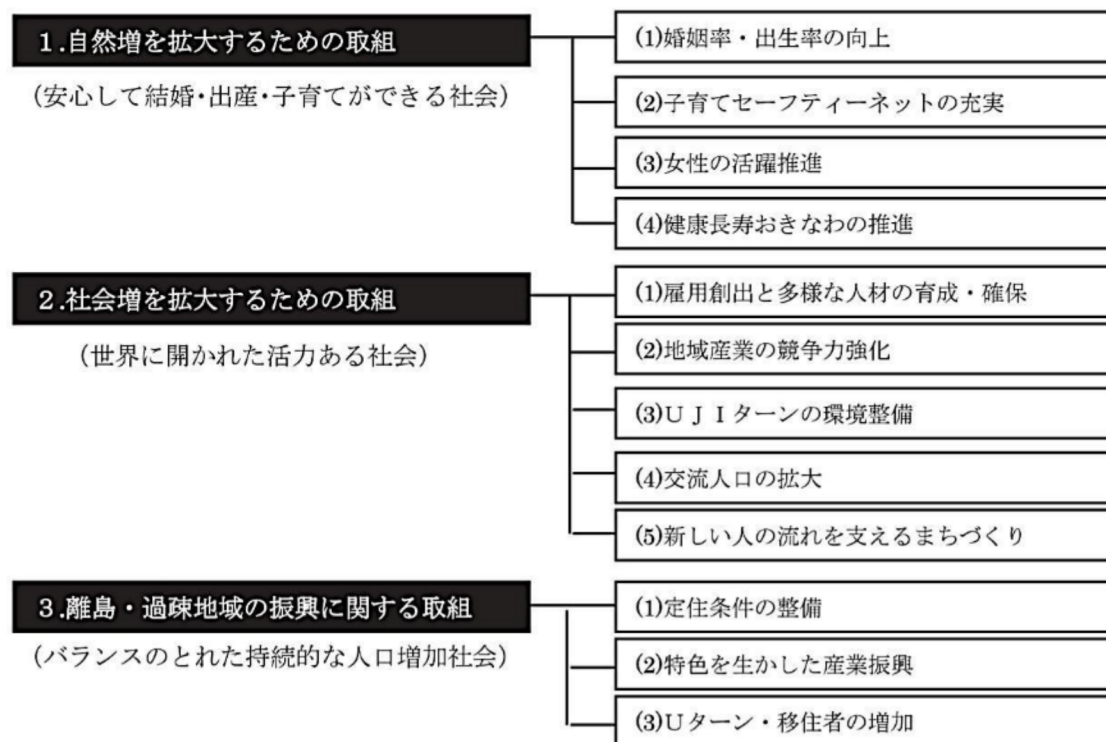 1.自然増を拡大するための取組
(安心して結婚・出産・子育てができる社会)
(1)婚姻率・出生率の向上
(2)子育てセーフティーネットの充実
(3)女性の活躍推進
(4)健康長寿おきなわの推進
2.社会増を拡大するための取組
(世界に開かれた活力ある社会)
(1)雇用創出と多様な人材の育成・確保
(2)地域産業の競争力強化
(3)UJIターンの環境整備
(4)交流人口の拡大
(5)新しい人の流れを支えるまちづくり
3.離島・過疎地域の振興に関する取組
(バランスのとれた持続的な人口増加社会)
(1)定住条件の整備
(2)特色を生かした産業振興
(3)Uターン・移住者の増加